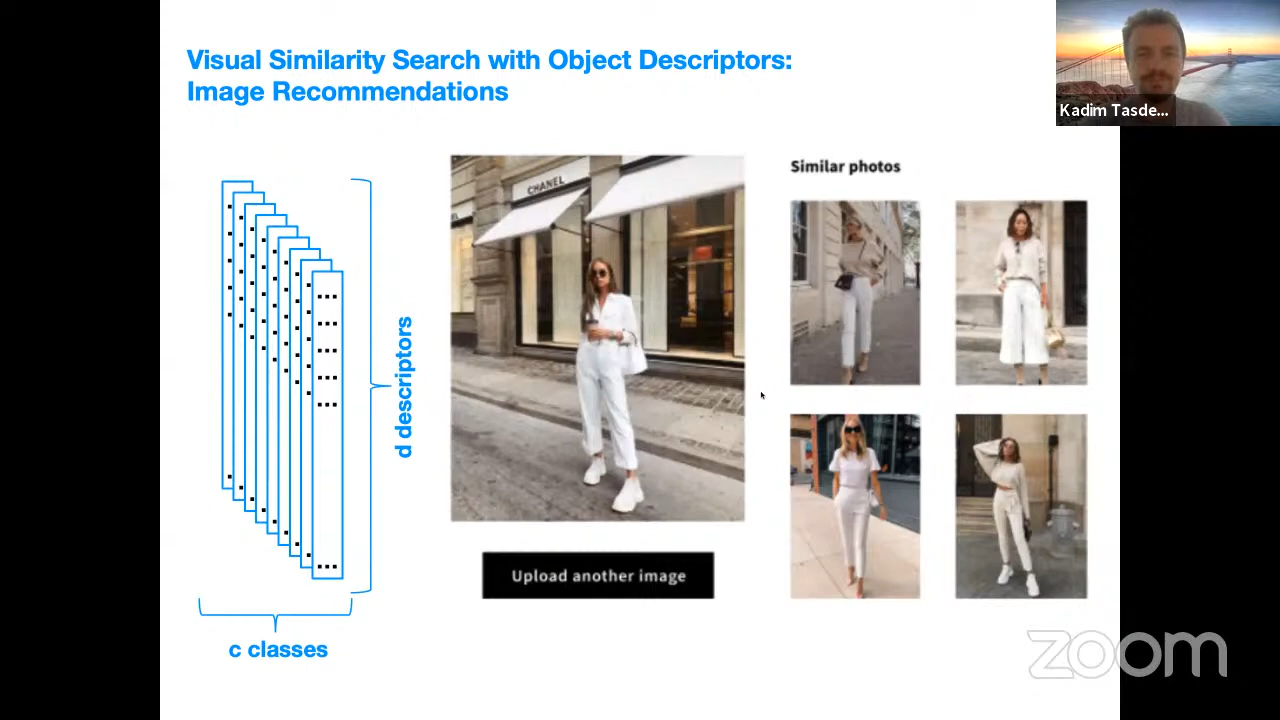 Visual Similarity Search with Object Descriptors:
Image Recommendations
Kadim Tasde...
Similar photos
CHANEL
d descriptors
Upload another image
c classes
zoom